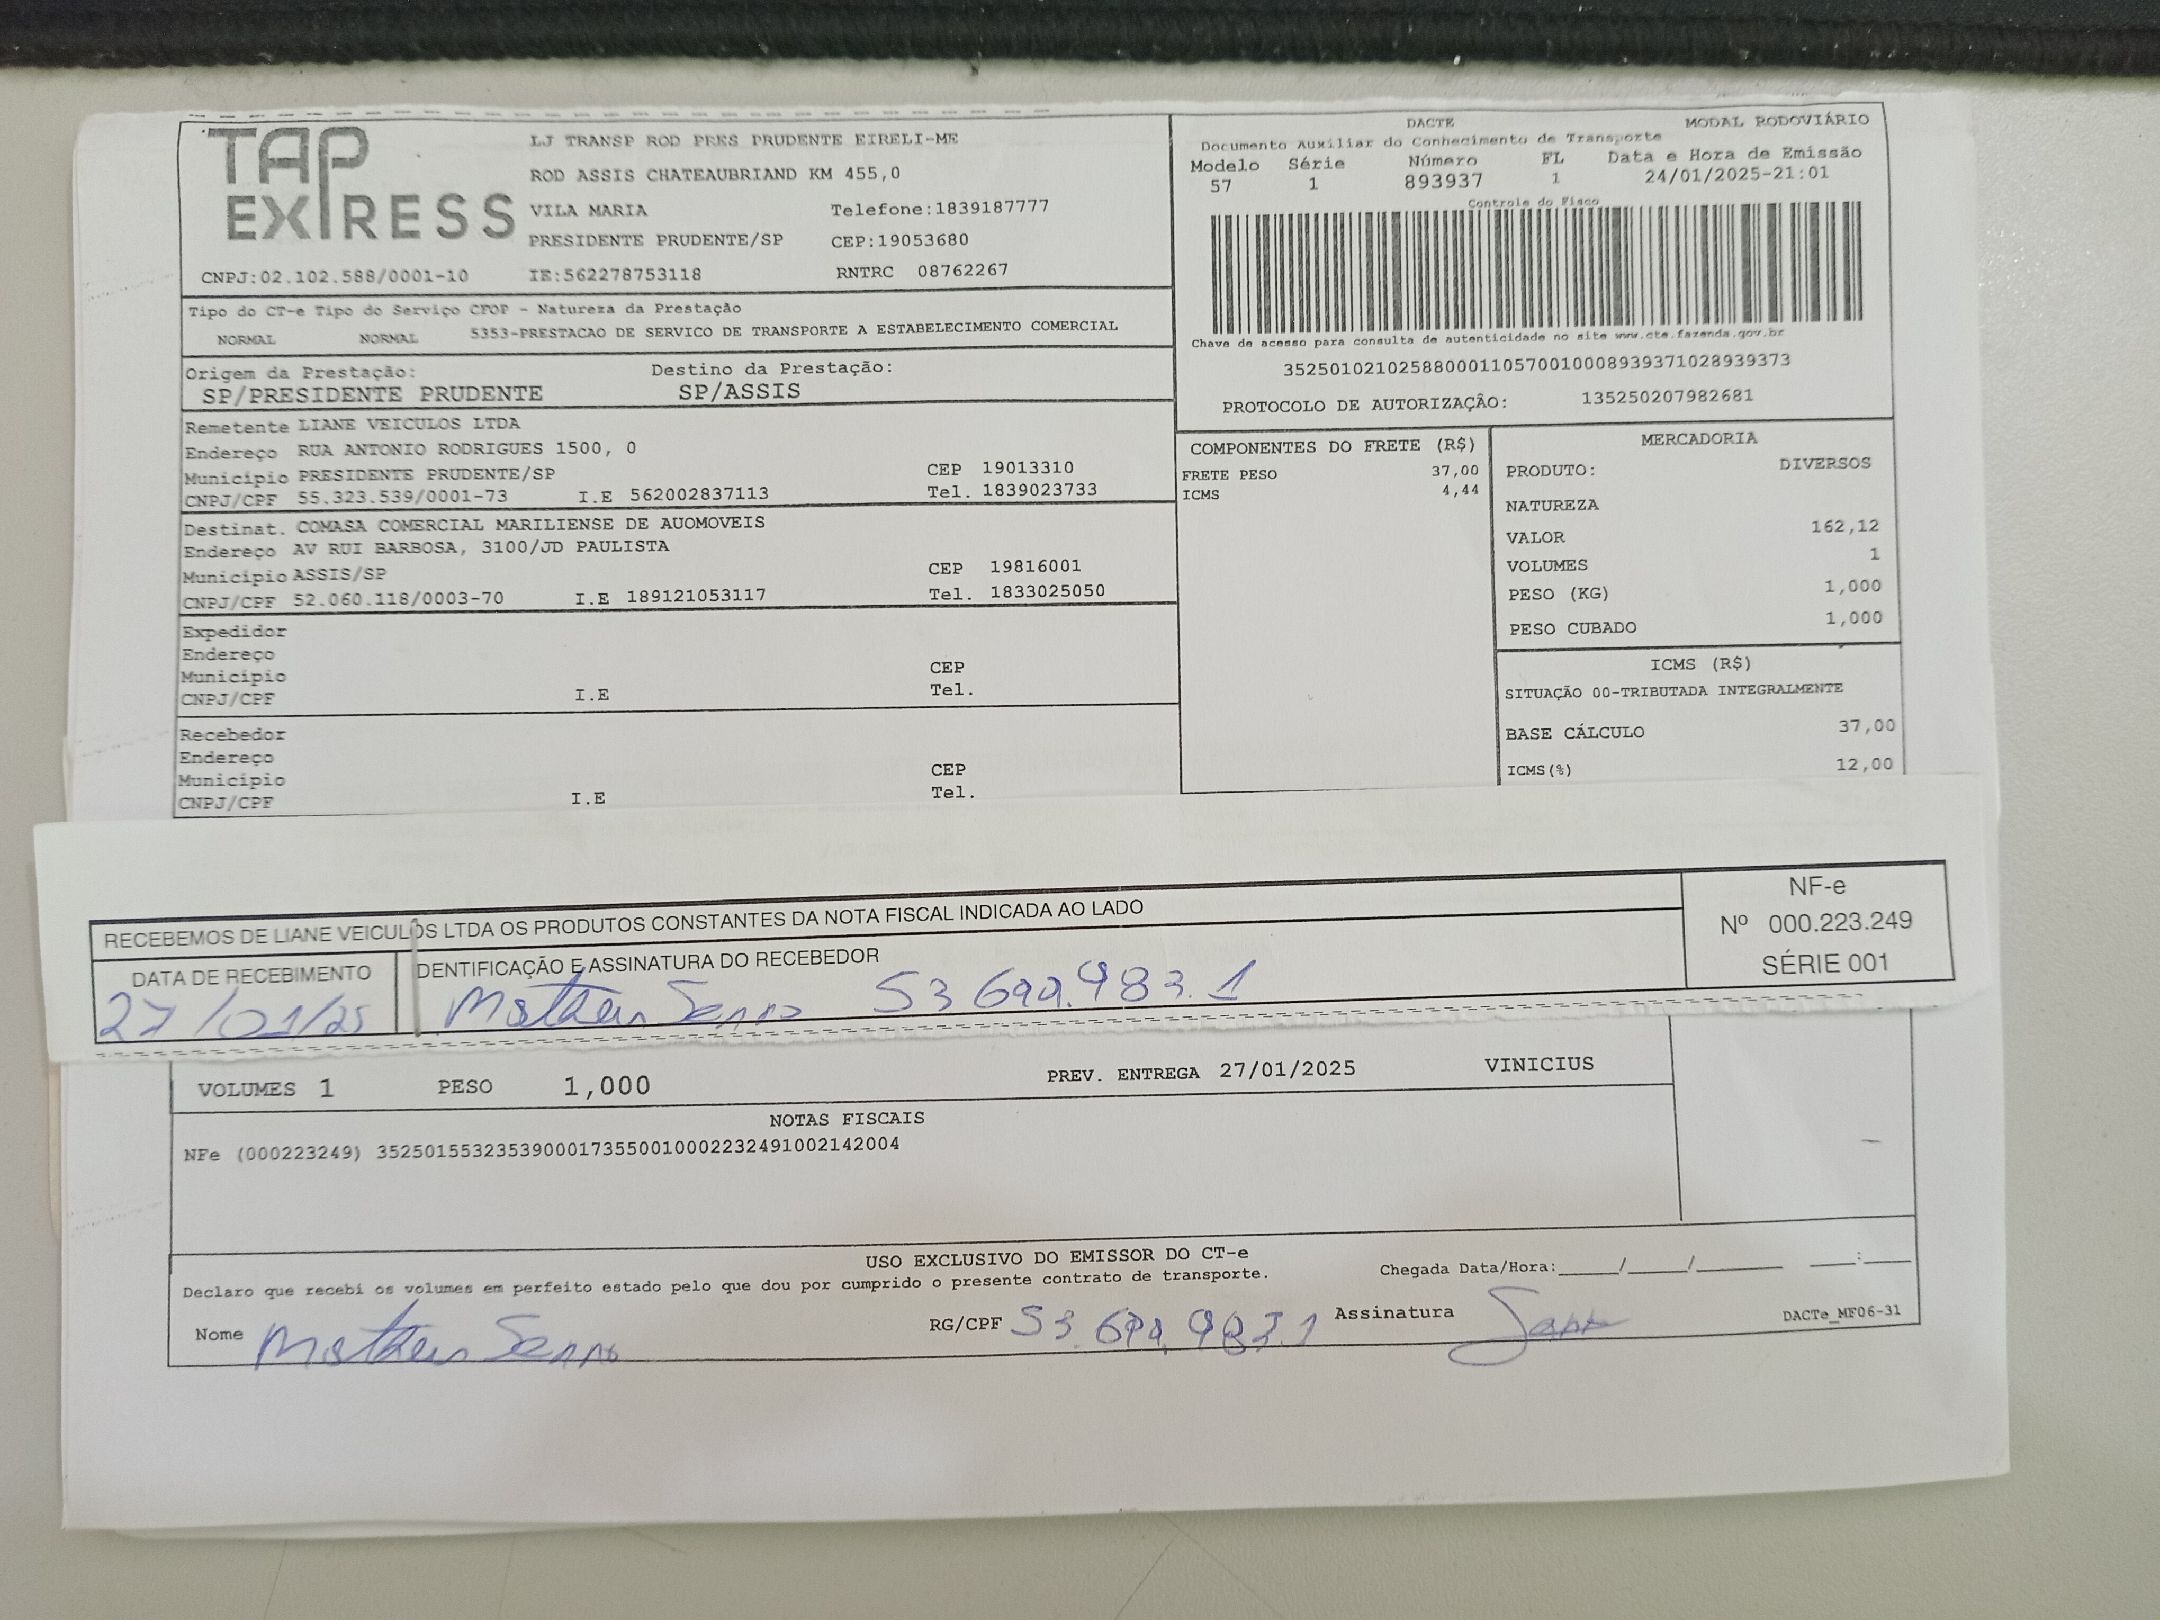 TAP EXPRESS
LJ TRANSP ROD PRES PRUDENTE EIRELI-ME
ROD ASSIS CHATEAUBRIAND KM 455,0
VILA MARIA Telefone:1839187777
PRESIDENTE PRUDENTE/SP CEP:19053680
CNPJ:02.102.588/0001-10 IE:562278753118 RNTRC 08762267
DACTE MODAL RODOVIÁRIO
Documento Auxiliar do Conhecimento de Transporte
Modelo Série Número FL Data e Hora de Emissão
57 1 893937 1 24/01/2025-21:01
Controle do Fisco
Chave de acesso para consulta de autenticidade no site www.cte.fazenda.gov.br
35250102102588000110570010008939371028939373
PROTOCOLO DE AUTORIZAÇÃO: 135250207982681
Tipo do CT-e Tipo do Serviço CFOP - Natureza da Prestação
NORMAL NORMAL 5353-PRESTACAO DE SERVICO DE TRANSPORTE A ESTABELECIMENTO COMERCIAL
Origem da Prestação: Destino da Prestação:
SP/PRESIDENTE PRUDENTE SP/ASSIS
Remetente LIANE VEICULOS LTDA
Endereço RUA ANTONIO RODRIGUES 1500, 0
Município PRESIDENTE PRUDENTE/SP CEP 19013310
CNPJ/CPF 55.323.539/0001-73 I.E 562002837113 Tel. 1839023733
Destinat. COMASA COMERCIAL MARILIENSE DE AUOMOVEIS
Endereço AV RUI BARBOSA, 3100/JD PAULISTA
Município ASSIS/SP CEP 19816001
CNPJ/CPF 52.060.118/0003-70 I.E 189121053117 Tel. 1833025050
Expedidor
Endereço
Município CEP
CNPJ/CPF I.E Tel.
Recebedor
Endereço
Município CEP
CNPJ/CPF I.E Tel.
COMPONENTES DO FRETE (R$)
FRETE PESO 37,00
ICMS 4,44
MERCADORIA
PRODUTO: DIVERSOS
NATUREZA
VALOR 162,12
VOLUMES 1
PESO (KG) 1,000
PESO CUBADO 1,000
ICMS (R$)
SITUAÇÃO 00-TRIBUTADA INTEGRALMENTE
BASE CÁLCULO 37,00
ICMS(%) 12,00
RECEBEMOS DE LIANE VEICULOS LTDA OS PRODUTOS CONSTANTES DA NOTA FISCAL INDICADA AO LADO
DATA DE RECEBIMENTO DENTIFICAÇÃO E ASSINATURA DO RECEBEDOR
27/01/25 53 699.983.1
NF-e
Nº 000.223.249
SÉRIE 001
VOLUMES 1 PESO 1,000 PREV. ENTREGA 27/01/2025 VINICIUS
NOTAS FISCAIS
NFe (000223249) 35250155323539000173550010002232491002142004
USO EXCLUSIVO DO EMISSOR DO CT-e
Declaro que recebi os volumes em perfeito estado pelo que dou por cumprido o presente contrato de transporte. Chegada Data/Hora:____/____/______ ___:___
Nome RG/CPF 53.699.983.1 Assinatura DACTe_MF06-31